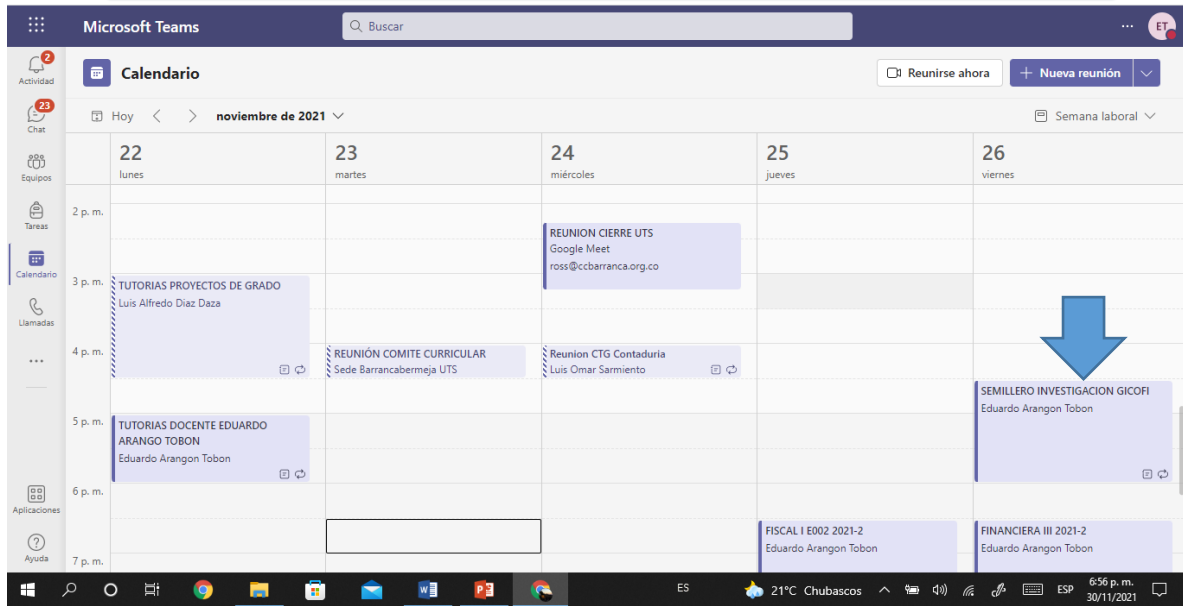 Microsoft Teams
Buscar
ET
2
Actividad
Calendario
Reunirse ahora
Nueva reunión
23
Chat
Hoy
noviembre de 2021
Semana laboral
Equipos
22
lunes
23
martes
24
miércoles
25
jueves
26
viernes
Tareas
Calendario
Llamadas
2 p. m.
3 p. m.
4 p. m.
5 p. m.
6 p. m.
7 p. m.
TUTORIAS PROYECTOS DE GRADO
Luis Alfredo Diaz Daza
TUTORIAS DOCENTE EDUARDO
ARANGO TOBON
Eduardo Arangon Tobon
REUNIÓN COMITE CURRICULAR
Sede Barrancabermeja UTS
REUNION CIERRE UTS
Google Meet
ross@ccbarranca.org.co
Reunion CTG Contaduria
Luis Omar Sarmiento
FISCAL I E002 2021-2
Eduardo Arangon Tobon
SEMILLERO INVESTIGACION GICOFI
Eduardo Arangon Tobon
FINANCIERA III 2021-2
Eduardo Arangon Tobon
Aplicaciones
Ayuda
ES
21°C Chubascos
ESP
6:56 p. m.
30/11/2021